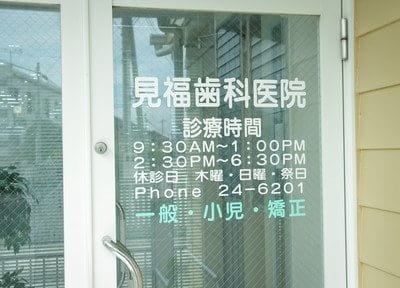 見福歯科医院
診療時間
9:30AM～1:00PM
2:30PM～6:30PM
休診日 木曜・日曜・祭日
Phone 24-6201
一般・小児・矯正